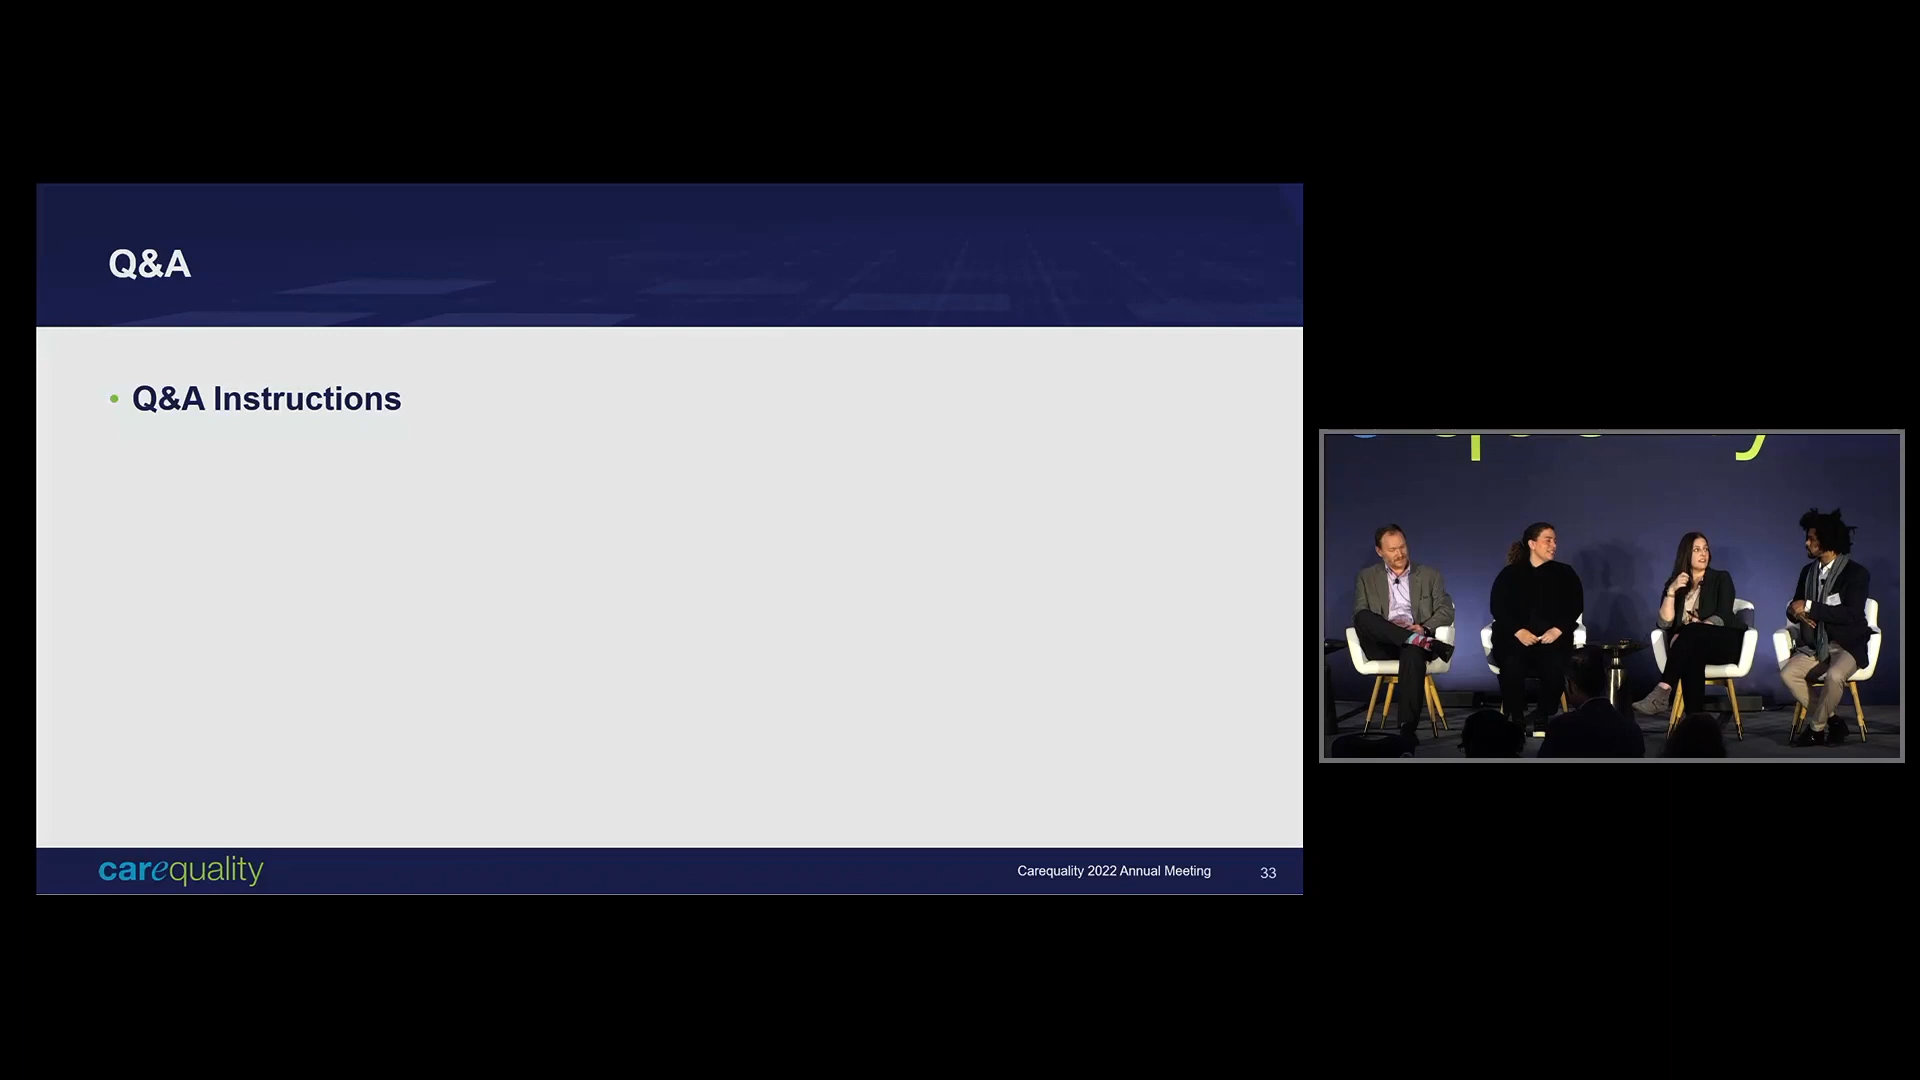 Q&A
• Q&A Instructions
carequality
Carequality 2022 Annual Meeting
33